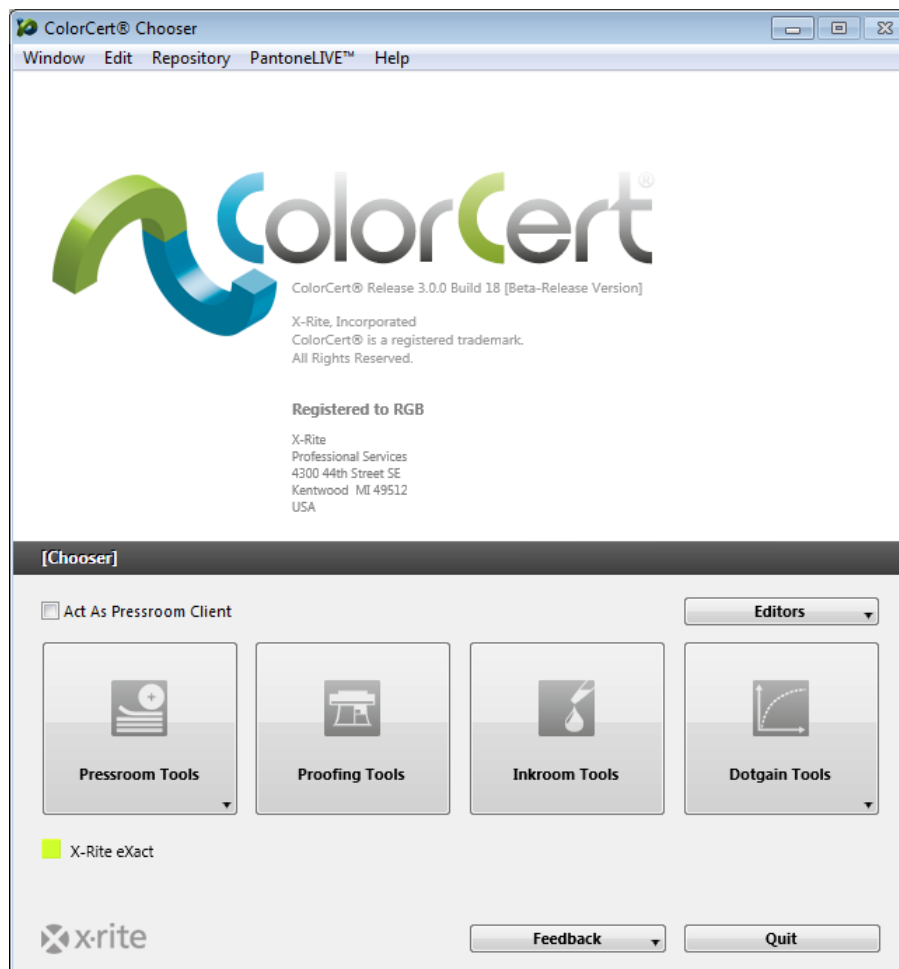 ColorCert® Chooser
Window Edit Repository PantoneLIVE™ Help
ColorCert®
ColorCert® Release 3.0.0 Build 18 [Beta-Release Version]
X-Rite, Incorporated
ColorCert® is a registered trademark.
All Rights Reserved.
Registered to RGB
X-Rite
Professional Services
4300 44th Street SE
Kentwood MI 49512
USA
[Chooser]
Act As Pressroom Client
Editors
Pressroom Tools
Proofing Tools
Inkroom Tools
Dotgain Tools
X-Rite eXact
x·rite
Feedback
Quit